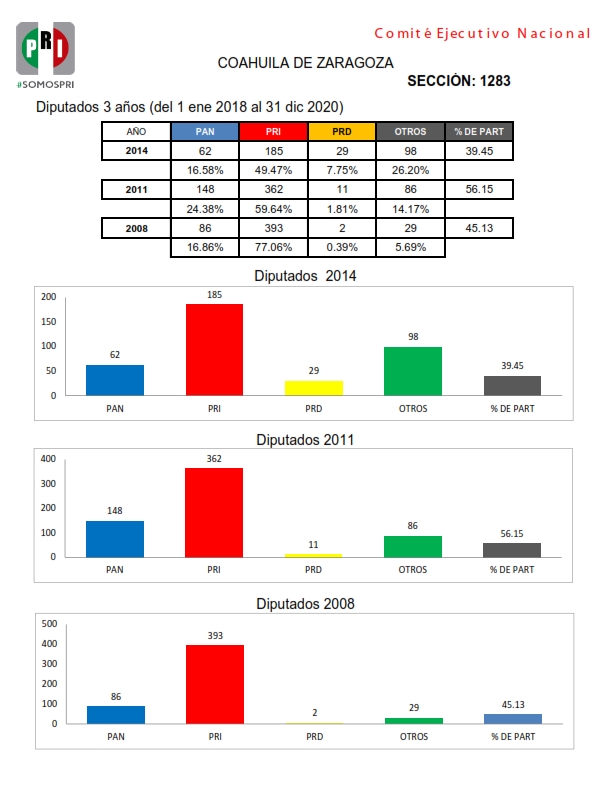 PRI
#SOMOSPRI
Comité Ejecutivo Nacional
COAHUILA DE ZARAGOZA
SECCIÓN: 1283
Diputados 3 años (del 1 ene 2018 al 31 dic 2020)
AÑO PAN PRI PRD OTROS % DE PART
2014 62 185 29 98 39.45
16.58% 49.47% 7.75% 26.20%
2011 148 362 11 86 56.15
24.38% 59.64% 1.81% 14.17%
2008 86 393 2 29 45.13
16.86% 77.06% 0.39% 5.69%
Diputados 2014
200
150
100
50
0
62 185 29 98 39.45
PAN PRI PRD OTROS % DE PART
Diputados 2011
400
300
200
100
0
148 362 11 86 56.15
PAN PRI PRD OTROS % DE PART
Diputados 2008
500
400
300
200
100
0
86 393 2 29 45.13
PAN PRI PRD OTROS % DE PART